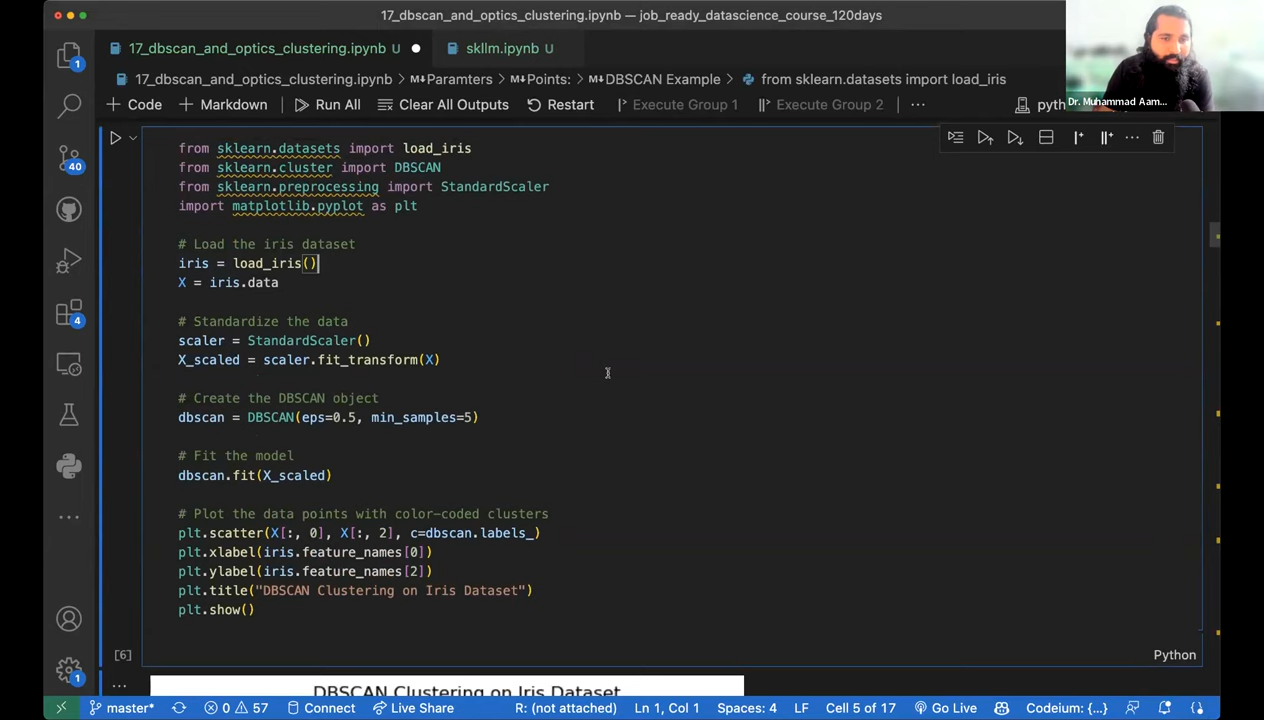 17_dbscan_and_optics_clustering.ipynb — job_ready_datascience_course_120days
17_dbscan_and_optics_clustering.ipynb U
skllm.ipynb U
17_dbscan_and_optics_clustering.ipynb > Paramters > Points: > DBSCAN Example > from sklearn.datasets import load_iris
+ Code + Markdown Run All Clear All Outputs Restart Execute Group 1 Execute Group 2 ... pyth
Dr. Muhammad Aam...
1
40
4
1
from sklearn.datasets import load_iris
from sklearn.cluster import DBSCAN
from sklearn.preprocessing import StandardScaler
import matplotlib.pyplot as plt
# Load the iris dataset
iris = load_iris()
X = iris.data
# Standardize the data
scaler = StandardScaler()
X_scaled = scaler.fit_transform(X)
# Create the DBSCAN object
dbscan = DBSCAN(eps=0.5, min_samples=5)
# Fit the model
dbscan.fit(X_scaled)
# Plot the data points with color-coded clusters
plt.scatter(X[:, 0], X[:, 2], c=dbscan.labels_)
plt.xlabel(iris.feature_names[0])
plt.ylabel(iris.feature_names[2])
plt.title("DBSCAN Clustering on Iris Dataset")
plt.show()
[6]
Python
DBSCAN Clustering on Iris Dataset
master* 0 57 Connect Live Share R: (not attached) Ln 1, Col 1 Spaces: 4 LF Cell 5 of 17 Go Live Codeium: {...}